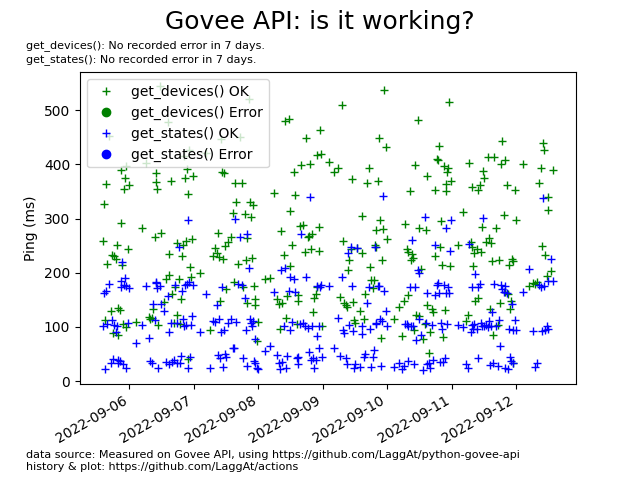 Govee API: is it working?
get_devices(): No recorded error in 7 days.
get_states(): No recorded error in 7 days.
get_devices() OK
get_devices() Error
get_states() OK
get_states() Error
Ping (ms)
500
400
300
200
100
0
2022-09-06
2022-09-07
2022-09-08
2022-09-09
2022-09-10
2022-09-11
2022-09-12
data source: Measured on Govee API, using https://github.com/LaggAt/python-govee-api
history & plot: https://github.com/LaggAt/actions